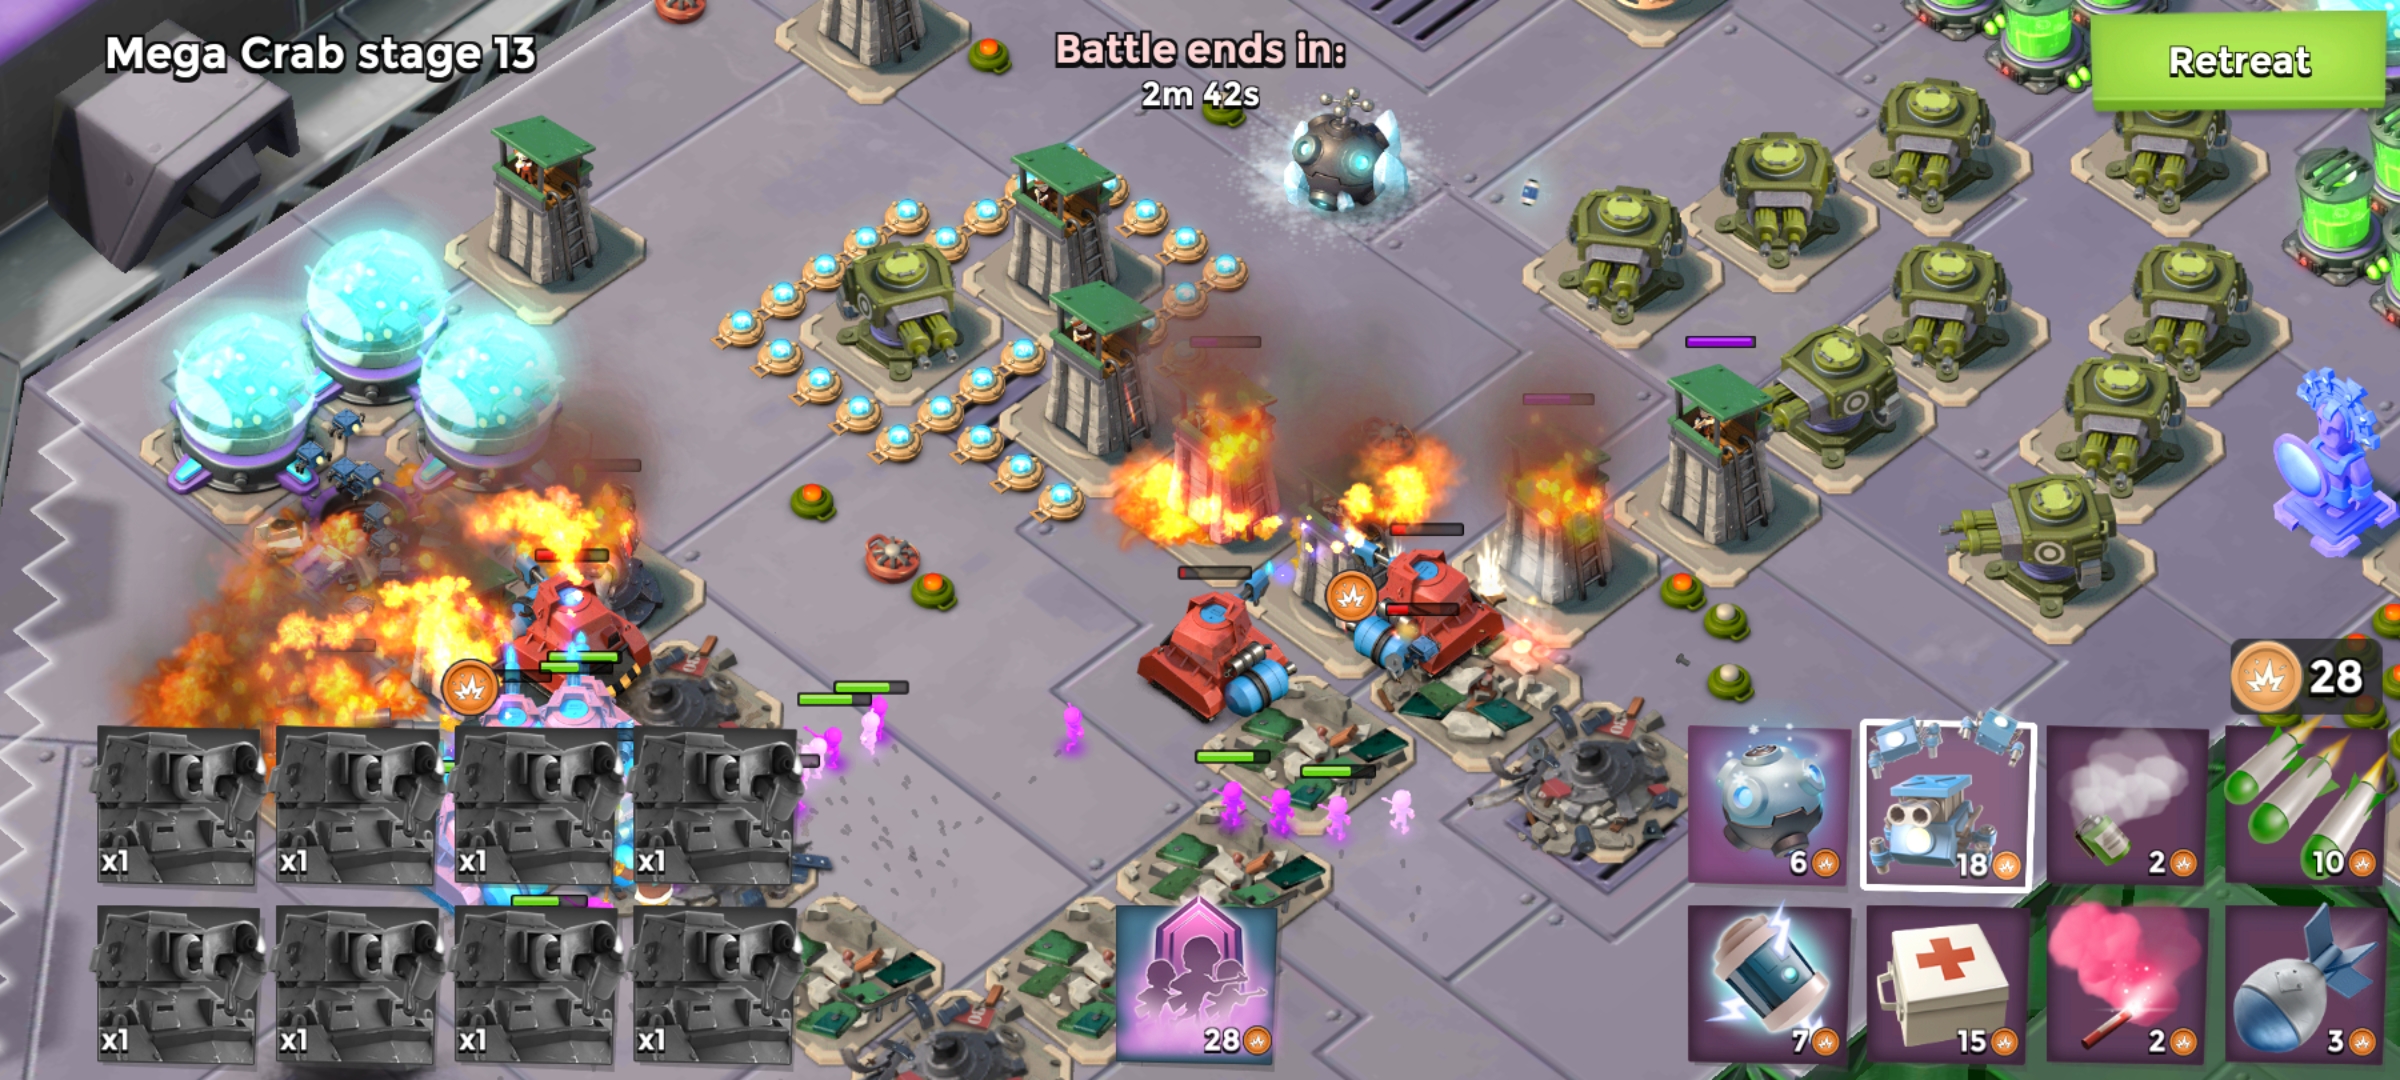 Mega Crab stage 13
Battle ends in:
2m 42s
Retreat
28
x1
x1
x1
x1
6
18
2
10
x1
x1
x1
x1
28
7
15
2
3